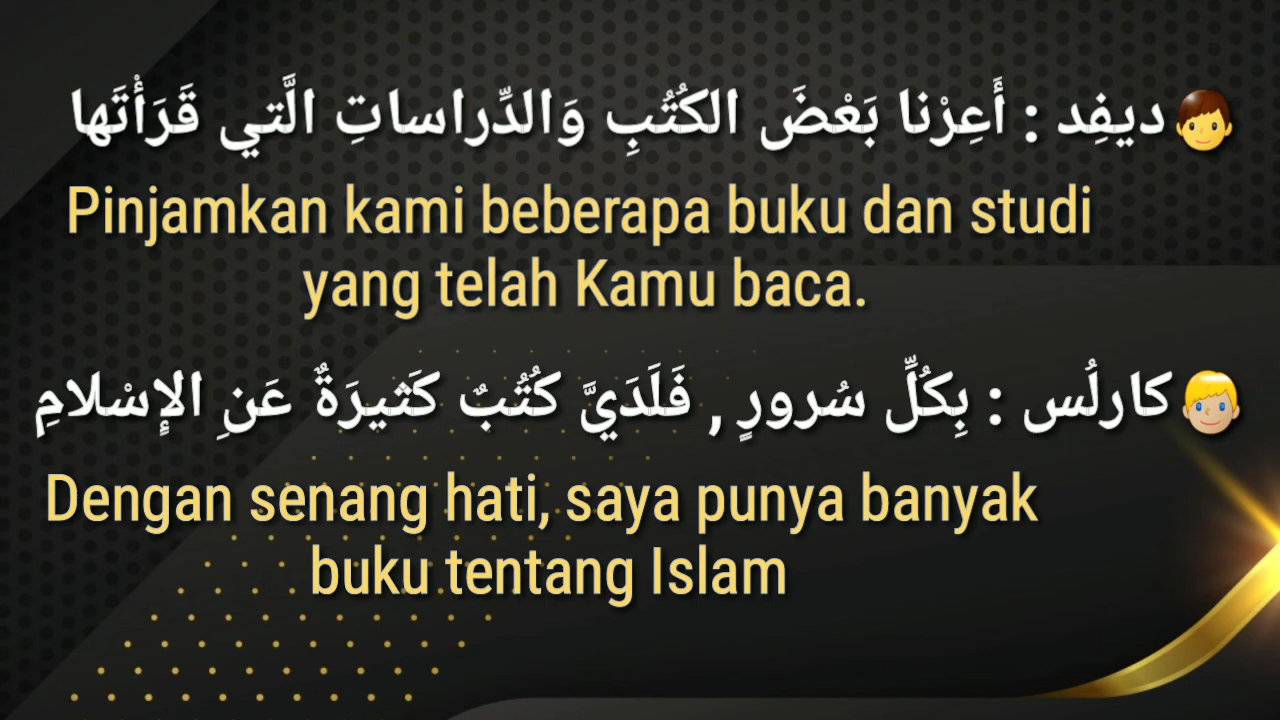 ديفِد : أَعِرْنا بَعْضَ الكُتُبِ وَالدِّراساتِ الَّتي قَرَأْتَها
Pinjamkan kami beberapa buku dan studi
yang telah Kamu baca.
كارلُس : بِكُلِّ سُرورٍ , فَلَدَيَّ كُتُبٌ كَثيرَةٌ عَنِ الإِسْلامِ
Dengan senang hati, saya punya banyak
buku tentang Islam